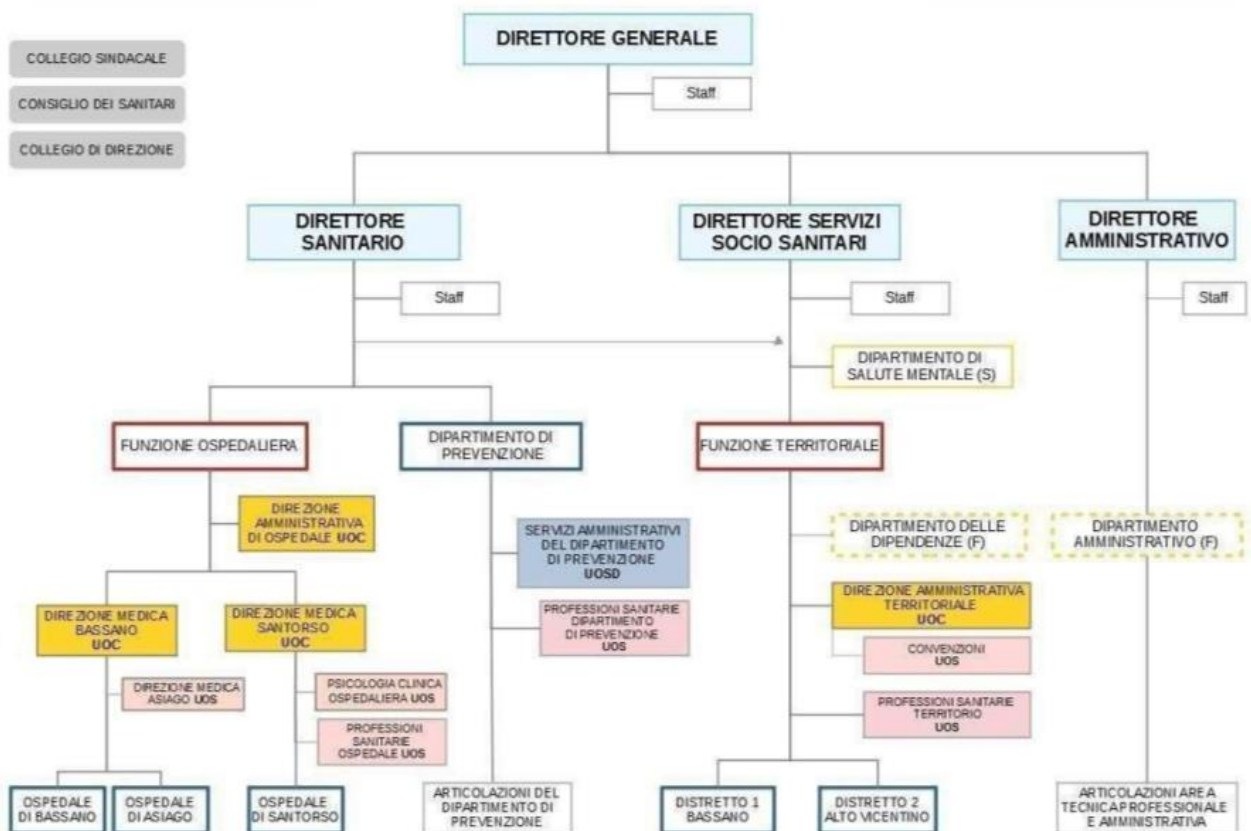 DIRETTORE GENERALE
COLLEGIO SINDACALE
Staff
CONSIGLIO DEI SANITARI
COLLEGIO DI DIREZIONE
DIRETTORE
SANITARIO
DIRETTORE SERVIZI
SOCIO SANITARI
DIRETTORE
AMMINISTRATIVO
Staff
Staff
Staff
DIPARTIMENTO DI
SALUTE MENTALE (S)
FUNZIONE OSPEDALIERA
DIPARTIMENTO DI
PREVENZIONE
FUNZIONE TERRITORIALE
DIREZIONE
AMMINISTRATIVA
DI OSPEDALE UOC
SERVIZI AMMINISTRATIVI
DEL DIPARTIMENTO
DI PREVENZIONE
UOSD
DIPARTIMENTO DELLE
DIPENDENZE (F)
DIPARTIMENTO
AMMINISTRATIVO (F)
DIREZIONE MEDICA
BASSANO
UOC
DIREZIONE MEDICA
SANTORSO
UOC
PROFESSIONI SANITARIE
DIPARTIMENTO
DI PREVENZIONE
UOS
DIREZIONE AMMINISTRATIVA
TERRITORIALE
UOC
CONVENZIONI
UOS
DIREZIONE MEDICA
ASIAGO UOS
PSICOLOGIA CLINICA
OSPEDALIERA UOS
PROFESSIONI SANITARIE
TERRITORIO
UOS
PROFESSIONI
SANITARIE
OSPEDALE UOS
OSPEDALE
DI BASSANO
OSPEDALE
DI ASIAGO
OSPEDALE
DI SANTORSO
ARTICOLAZIONI DEL
DIPARTIMENTO DI
PREVENZIONE
DISTRETTO 1
BASSANO
DISTRETTO 2
ALTO VICENTINO
ARTICOLAZIONI AREA
TECNICA PROFESSIONALE
E AMMINISTRATIVA